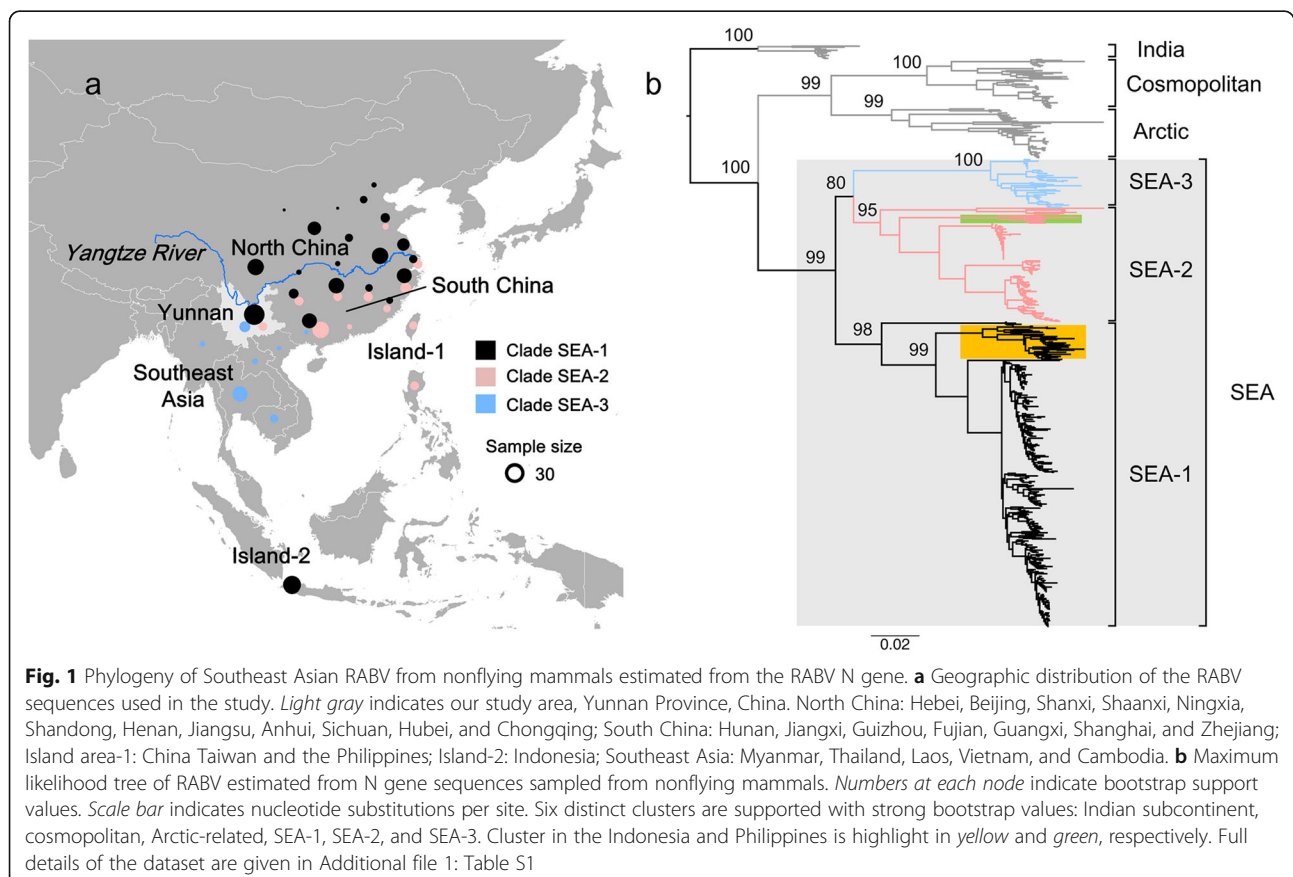 a
Yangtze River
North China
South China
Yunnan
Island-1
Southeast
Asia
Clade SEA-1
Clade SEA-2
Clade SEA-3
Sample size
30
Island-2
b
100
India
100
Cosmopolitan
99
99
Arctic
100
100
SEA-3
80
95
SEA-2
99
98
99
SEA
SEA-1
0.02
Fig. 1 Phylogeny of Southeast Asian RABV from nonflying mammals estimated from the RABV N gene. a Geographic distribution of the RABV
sequences used in the study. Light gray indicates our study area, Yunnan Province, China. North China: Hebei, Beijing, Shanxi, Shaanxi, Ningxia,
Shandong, Henan, Jiangsu, Anhui, Sichuan, Hubei, and Chongqing; South China: Hunan, Jiangxi, Guizhou, Fujian, Guangxi, Shanghai, and Zhejiang;
Island area-1: China Taiwan and the Philippines; Island-2: Indonesia; Southeast Asia: Myanmar, Thailand, Laos, Vietnam, and Cambodia. b Maximum
likelihood tree of RABV estimated from N gene sequences sampled from nonflying mammals. Numbers at each node indicate bootstrap support
values. Scale bar indicates nucleotide substitutions per site. Six distinct clusters are supported with strong bootstrap values: Indian subcontinent,
cosmopolitan, Arctic-related, SEA-1, SEA-2, and SEA-3. Cluster in the Indonesia and Philippines is highlight in yellow and green, respectively. Full
details of the dataset are given in Additional file 1: Table S1